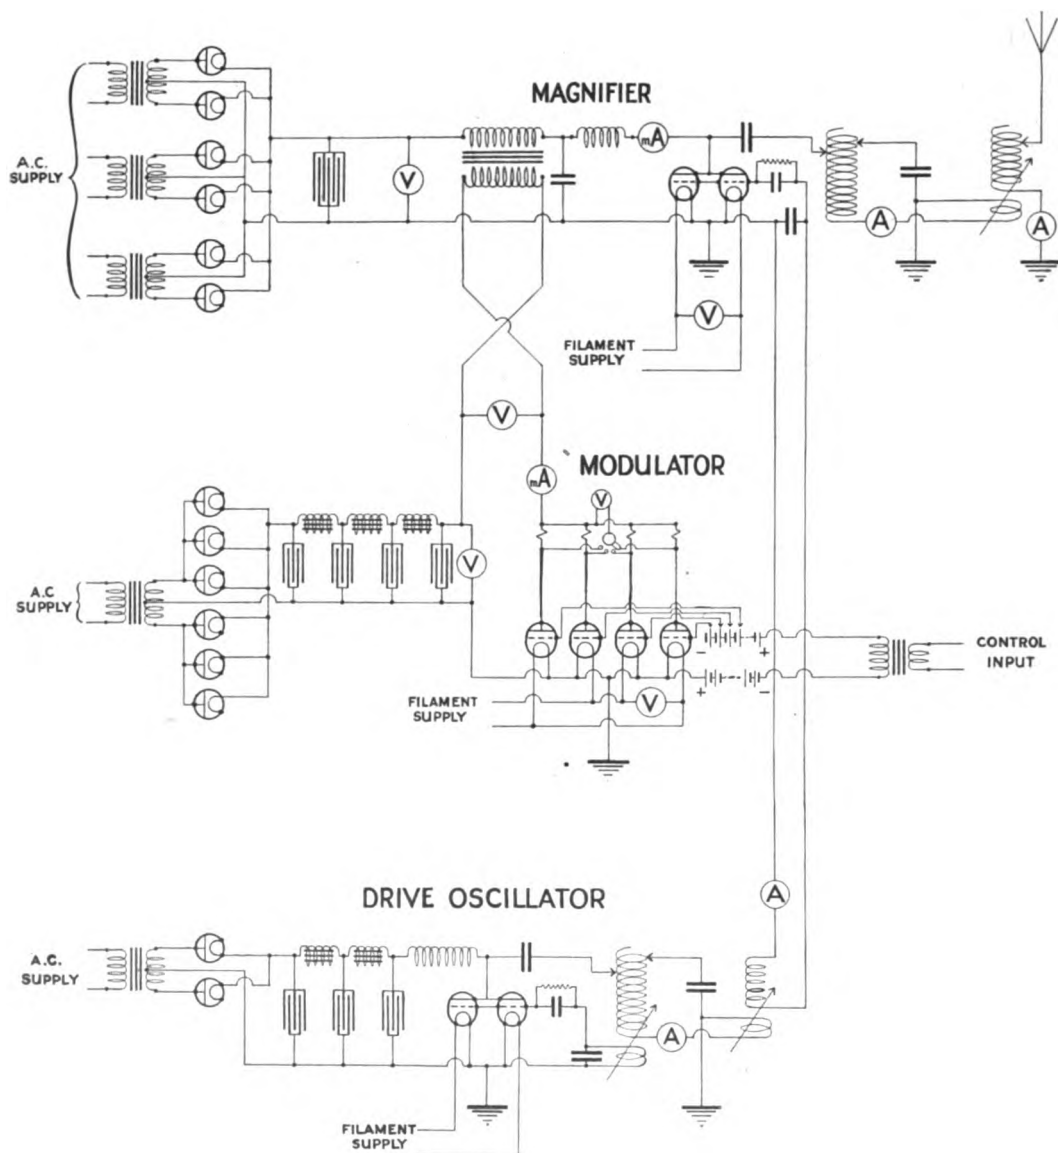 MAGNIFIER
A.C.
SUPPLY
V
mA
A
A
V
FILAMENT
SUPPLY
V
MODULATOR
mA
V
V
A.C
SUPPLY
- +
CONTROL
INPUT
+ -
FILAMENT
SUPPLY
V
DRIVE OSCILLATOR
A
A.C.
SUPPLY
A
FILAMENT
SUPPLY